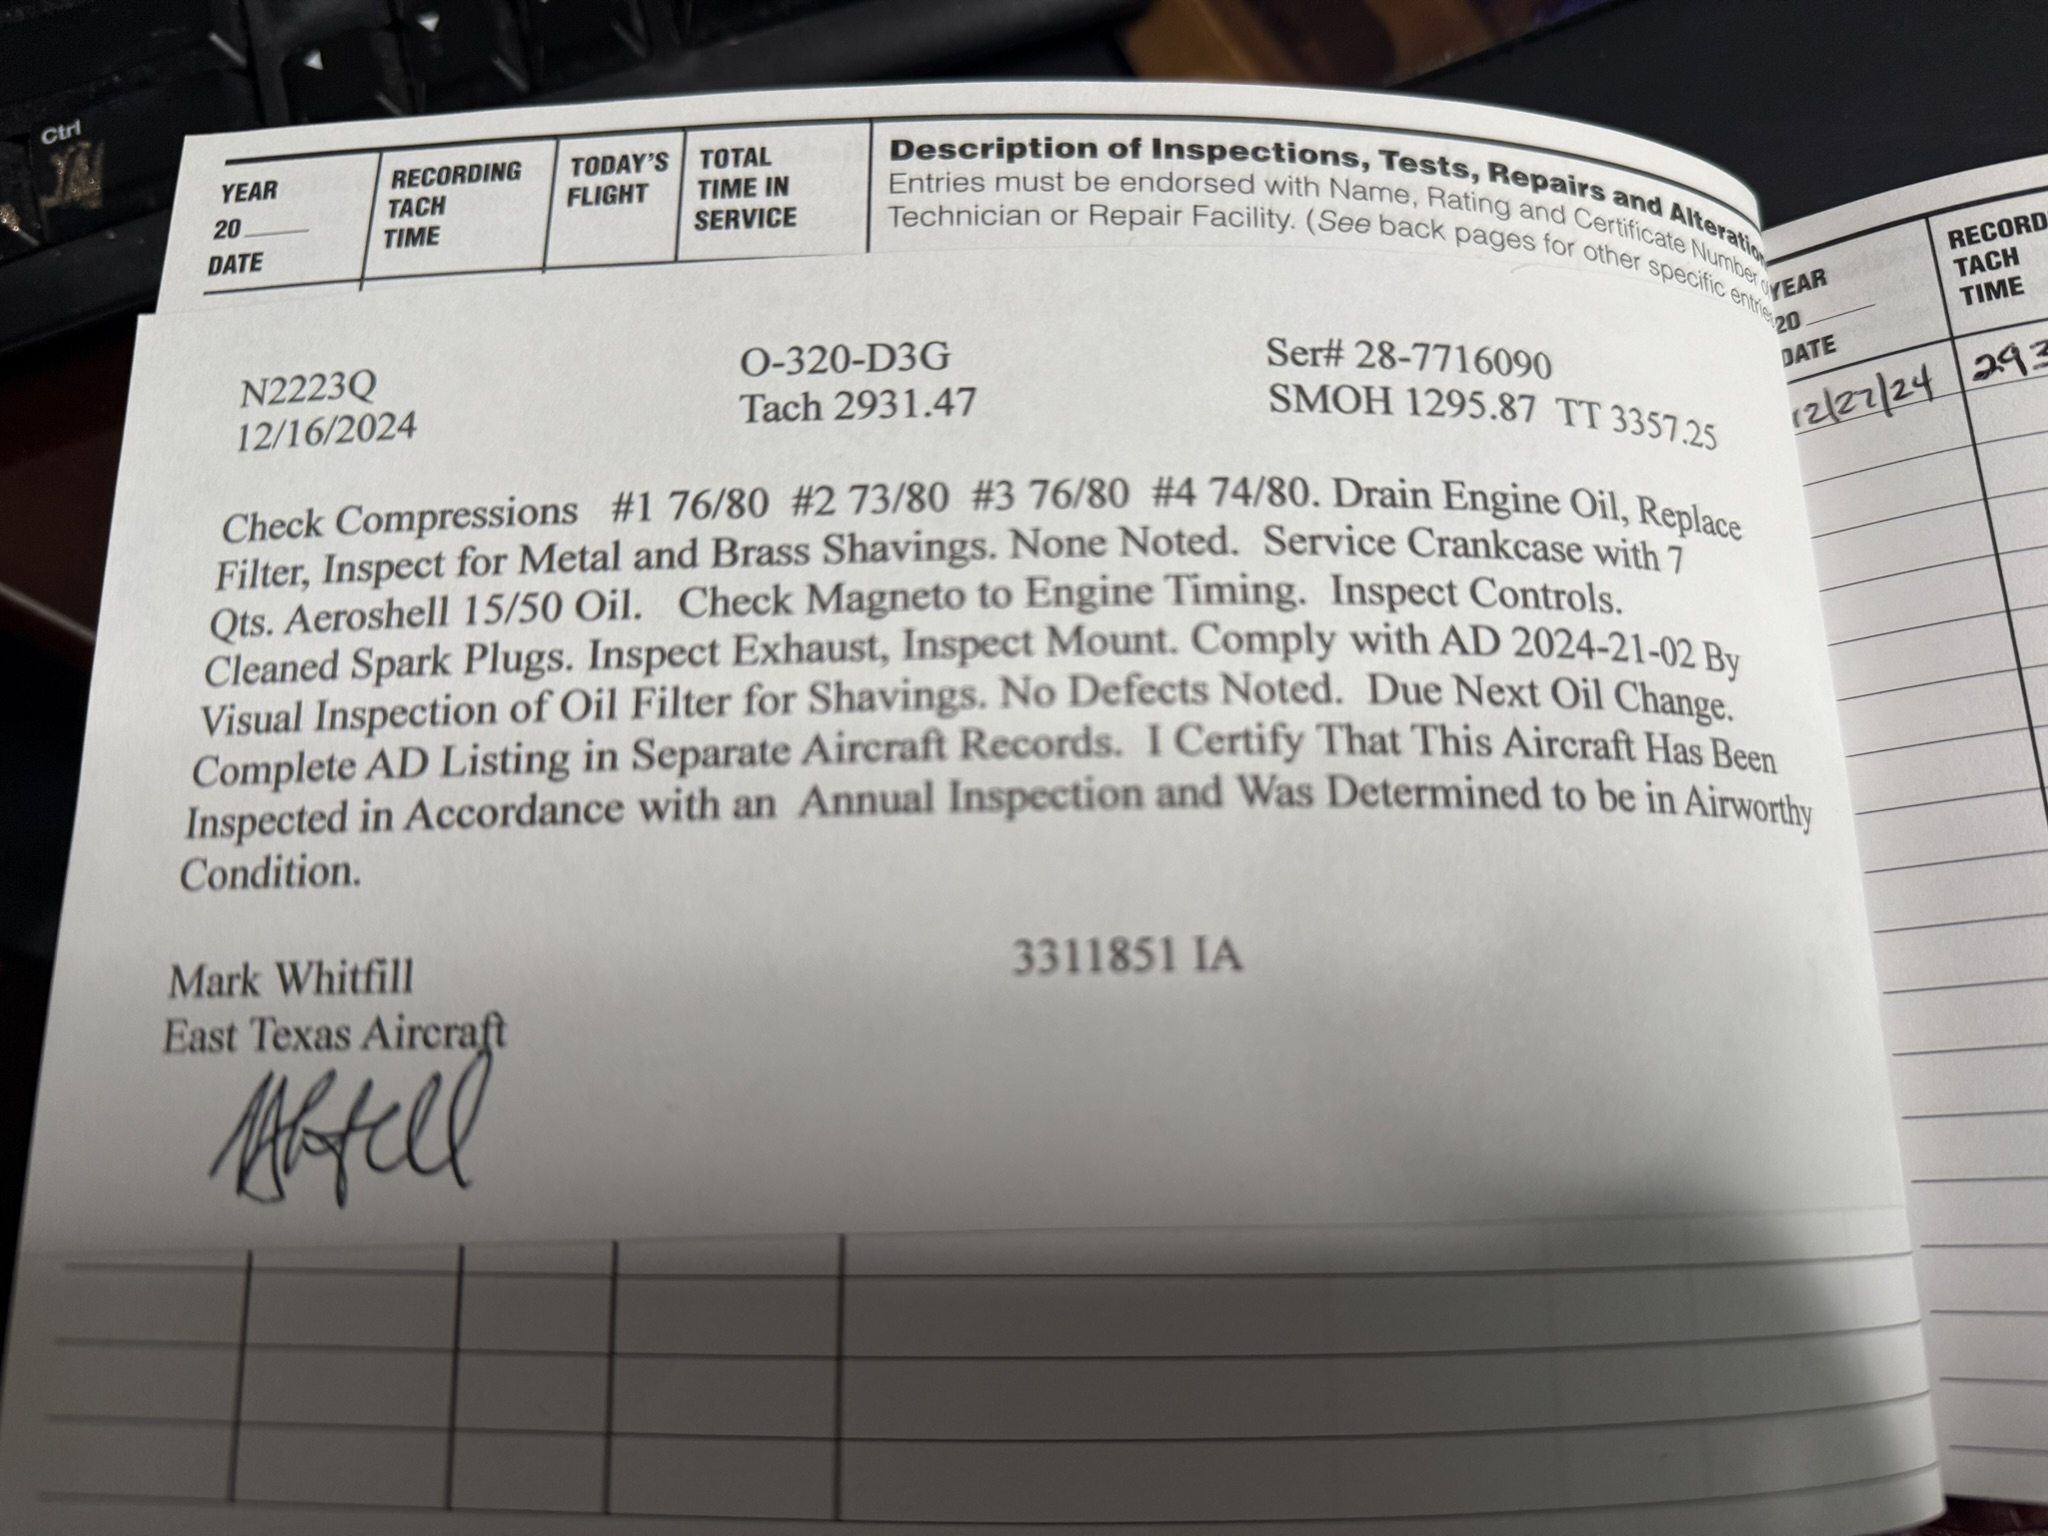 Ctrl
YEAR
20
DATE
RECORDING
TACH
TIME
TODAY'S
FLIGHT
TOTAL
TIME IN
SERVICE
Description of Inspections, Tests, Repairs and Alteratio
Entries must be endorsed with Name, Rating and Certificate Number o
Technician or Repair Facility. (See back pages for other specific entrie
N2223Q O-320-D3G Ser# 28-7716090
12/16/2024 Tach 2931.47 SMOH 1295.87 TT 3357.25
Check Compressions #1 76/80 #2 73/80 #3 76/80 #4 74/80. Drain Engine Oil, Replace
Filter, Inspect for Metal and Brass Shavings. None Noted. Service Crankcase with 7
Qts. Aeroshell 15/50 Oil. Check Magneto to Engine Timing. Inspect Controls.
Cleaned Spark Plugs. Inspect Exhaust, Inspect Mount. Comply with AD 2024-21-02 By
Visual Inspection of Oil Filter for Shavings. No Defects Noted. Due Next Oil Change.
Complete AD Listing in Separate Aircraft Records. I Certify That This Aircraft Has Been
Inspected in Accordance with an Annual Inspection and Was Determined to be in Airworthy
Condition.
Mark Whitfill 3311851 IA
East Texas Aircraft
YEAR
20
DATE
RECORD
TACH
TIME
12/27/24 293